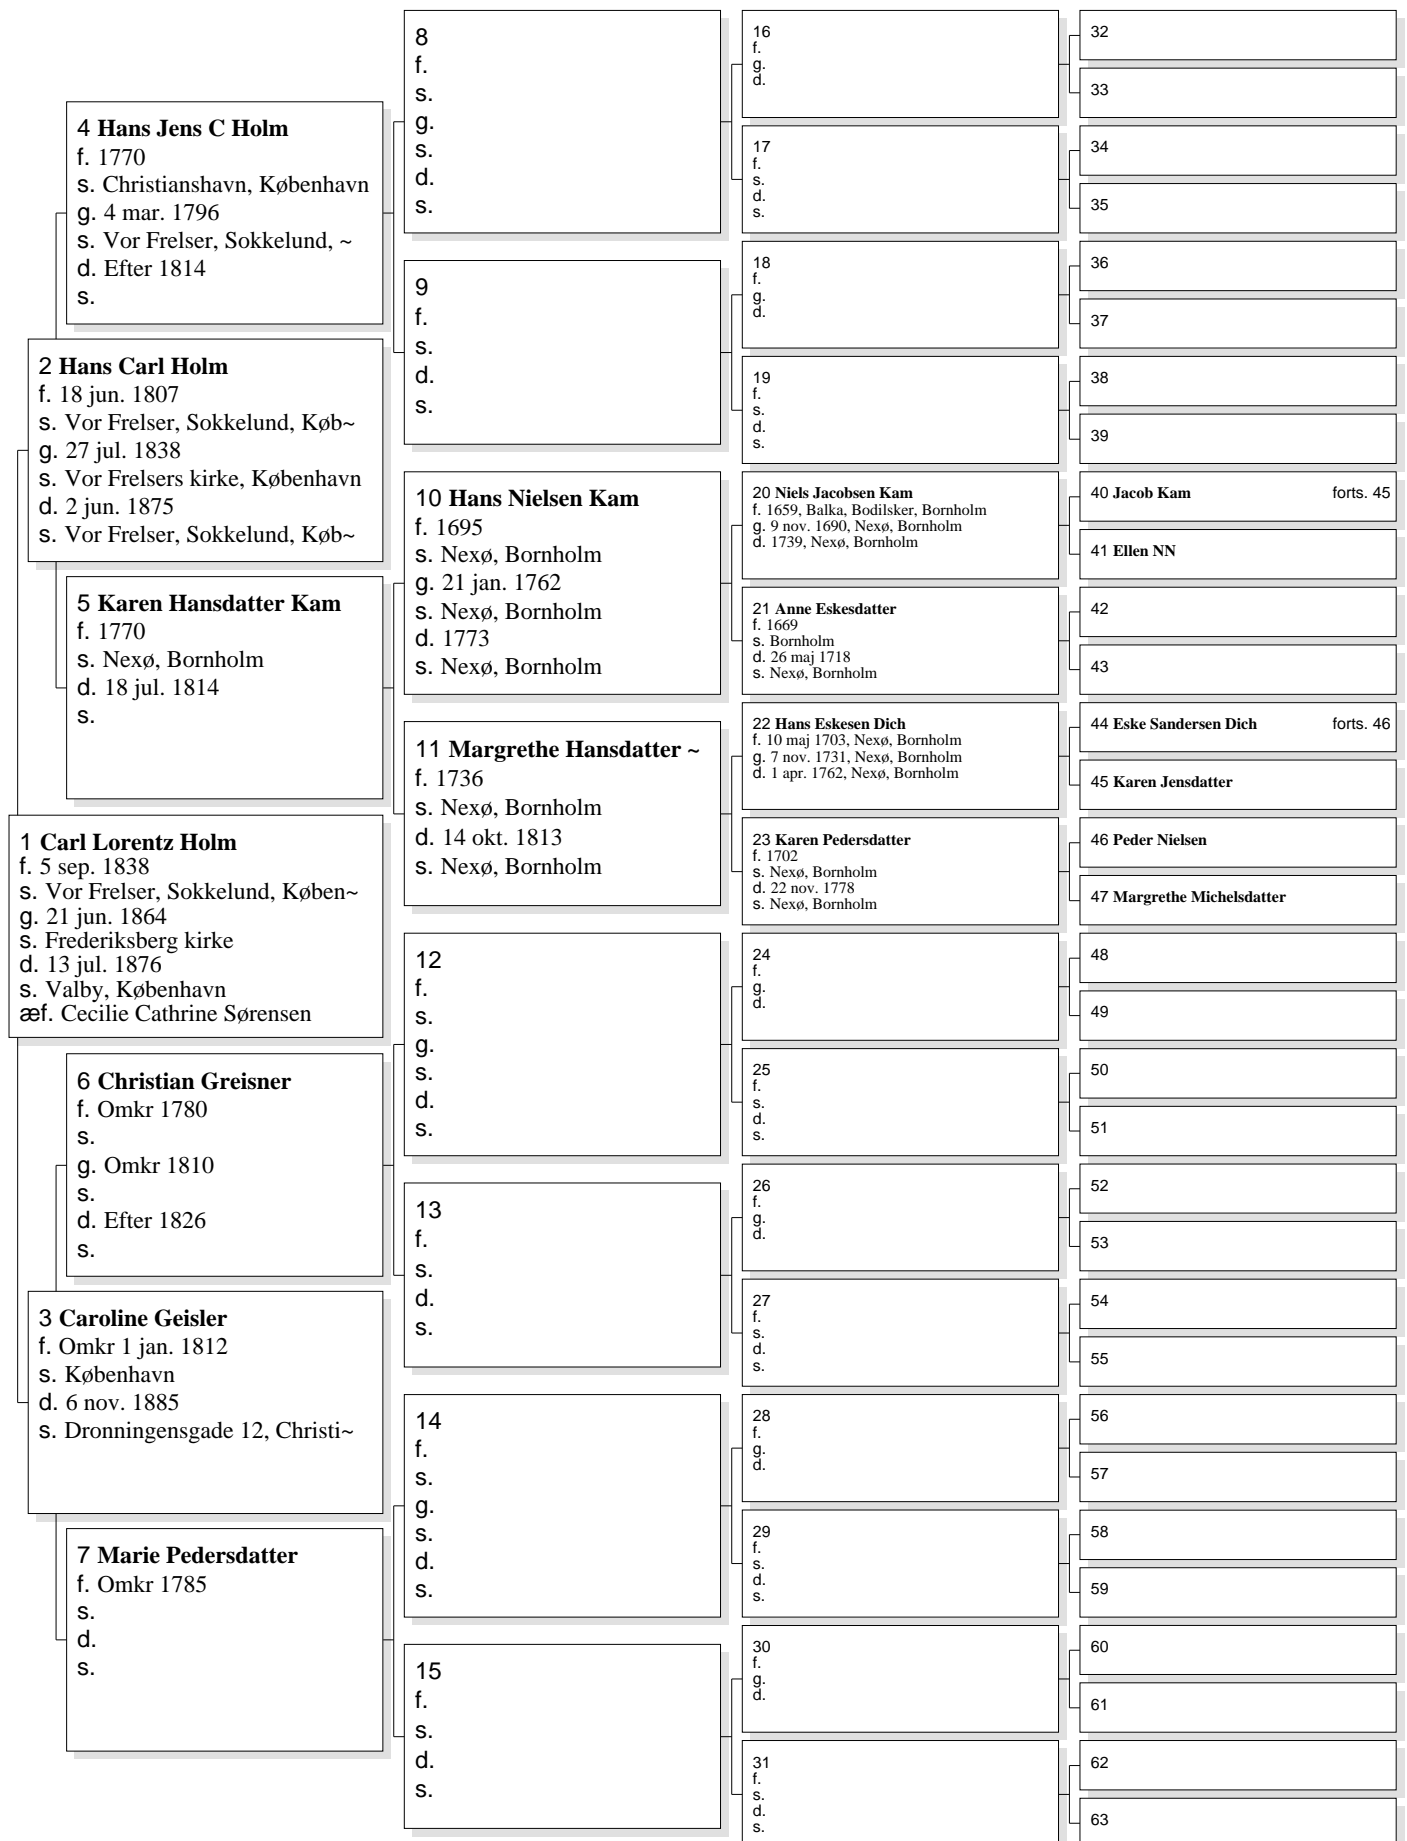 4 Hans Jens C Holm
f. 1770
s. Christianshavn, København
g. 4 mar. 1796
s. Vor Frelser, Sokkelund, ~
d. Efter 1814
s.
2 Hans Carl Holm
f. 18 jun. 1807
s. Vor Frelser, Sokkelund, Køb~
g. 27 jul. 1838
s. Vor Frelsers kirke, København
d. 2 jun. 1875
s. Vor Frelser, Sokkelund, Køb~
5 Karen Hansdatter Kam
f. 1770
s. Nexø, Bornholm
d. 18 jul. 1814
s.
1 Carl Lorentz Holm
f. 5 sep. 1838
s. Vor Frelser, Sokkelund, Køben~
g. 21 jun. 1864
s. Frederiksberg kirke
d. 13 jul. 1876
s. Valby, København
æf. Cecilie Cathrine Sørensen
6 Christian Greisner
f. Omkr 1780
s.
g. Omkr 1810
s.
d. Efter 1826
s.
3 Caroline Geisler
f. Omkr 1 jan. 1812
s. København
d. 6 nov. 1885
s. Dronningensgade 12, Christi~
7 Marie Pedersdatter
f. Omkr 1785
s.
d.
s.
8
f.
s.
g.
s.
d.
s.
9
f.
s.
d.
s.
10 Hans Nielsen Kam
f. 1695
s. Nexø, Bornholm
g. 21 jan. 1762
s. Nexø, Bornholm
d. 1773
s. Nexø, Bornholm
11 Margrethe Hansdatter ~
f. 1736
s. Nexø, Bornholm
d. 14 okt. 1813
s. Nexø, Bornholm
12
f.
s.
g.
s.
d.
s.
13
f.
s.
d.
s.
14
f.
s.
g.
s.
d.
s.
15
f.
s.
d.
s.
16
f.
g.
d.
17
f.
s.
d.
s.
18
f.
g.
d.
19
f.
s.
d.
s.
20 Niels Jacobsen Kam
f. 1659, Balka, Bodilsker, Bornholm
g. 9 nov. 1690, Nexø, Bornholm
d. 1739, Nexø, Bornholm
21 Anne Eskesdatter
f. 1669
s. Bornholm
d. 26 maj 1718
s. Nexø, Bornholm
22 Hans Eskesen Dich
f. 10 maj 1703, Nexø, Bornholm
g. 7 nov. 1731, Nexø, Bornholm
d. 1 apr. 1762, Nexø, Bornholm
23 Karen Pedersdatter
f. 1702
s. Nexø, Bornholm
d. 22 nov. 1778
s. Nexø, Bornholm
24
f.
g.
d.
25
f.
s.
d.
s.
26
f.
g.
d.
27
f.
s.
d.
s.
28
f.
g.
d.
29
f.
s.
d.
s.
30
f.
g.
d.
31
f.
s.
d.
s.
32
33
34
35
36
37
38
39
40 Jacob Kam forts. 45
41 Ellen NN
42
43
44 Eske Sandersen Dich forts. 46
45 Karen Jensdatter
46 Peder Nielsen
47 Margrethe Michelsdatter
48
49
50
51
52
53
54
55
56
57
58
59
60
61
62
63